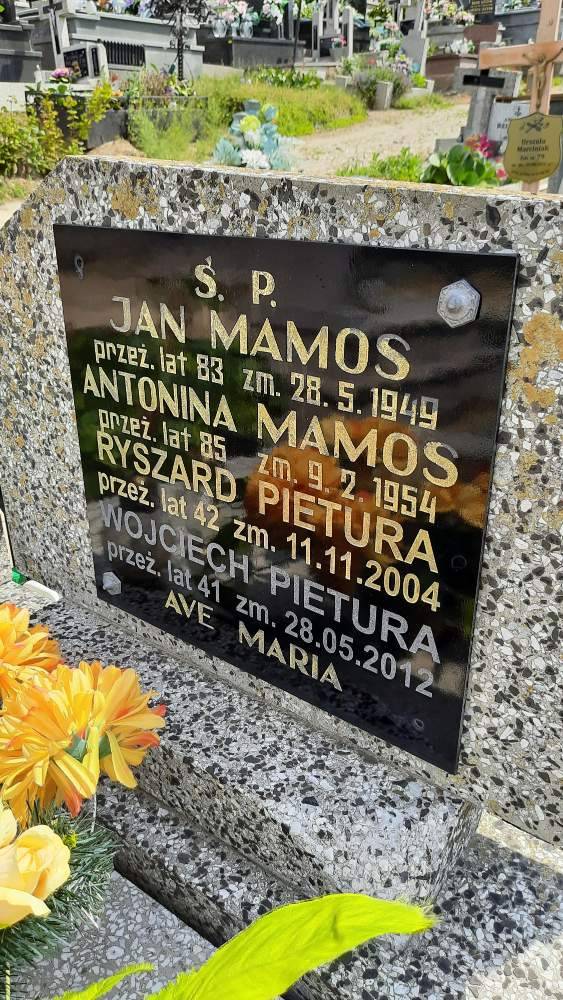 Ś. P.
JAN MAMOS
przeż. lat 83 zm. 28. 5. 1949
ANTONINA MAMOS
przeż. lat 85 zm. 9. 2. 1954
RYSZARD PIETURA
przeż. lat 42 zm. 11.11.2004
WOJCIECH PIETURA
przeż. lat 41 zm. 28.05.2012
AVE MARIA
Urszula
Marciniak